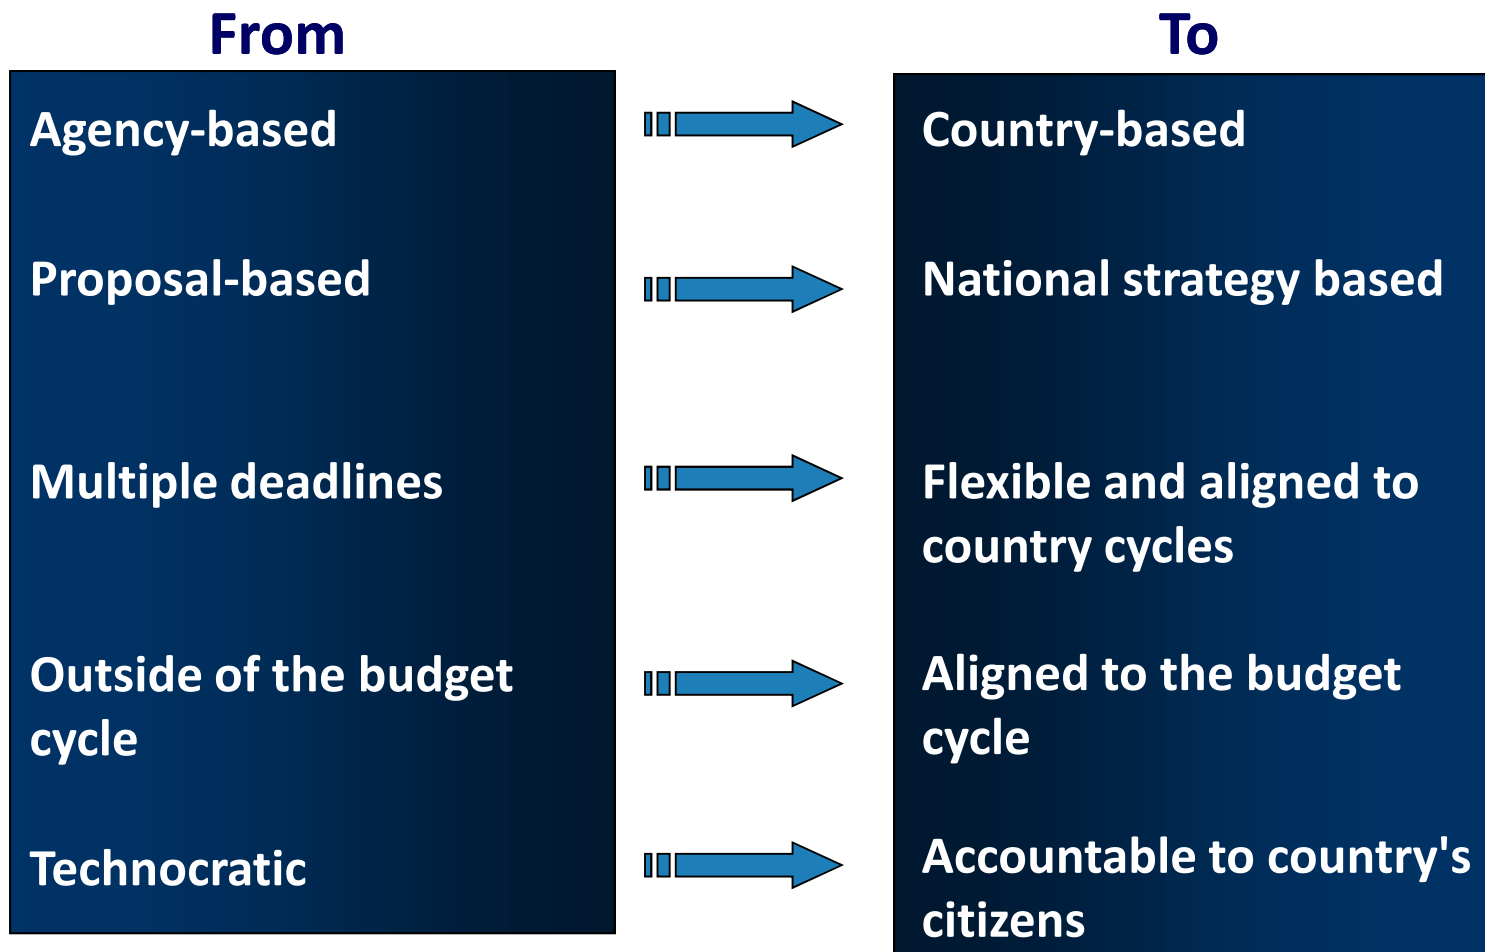 From
To
Agency-based
Country-based
Proposal-based
National strategy based
Multiple deadlines
Flexible and aligned to
country cycles
Outside of the budget
cycle
Aligned to the budget
cycle
Technocratic
Accountable to country's
citizens